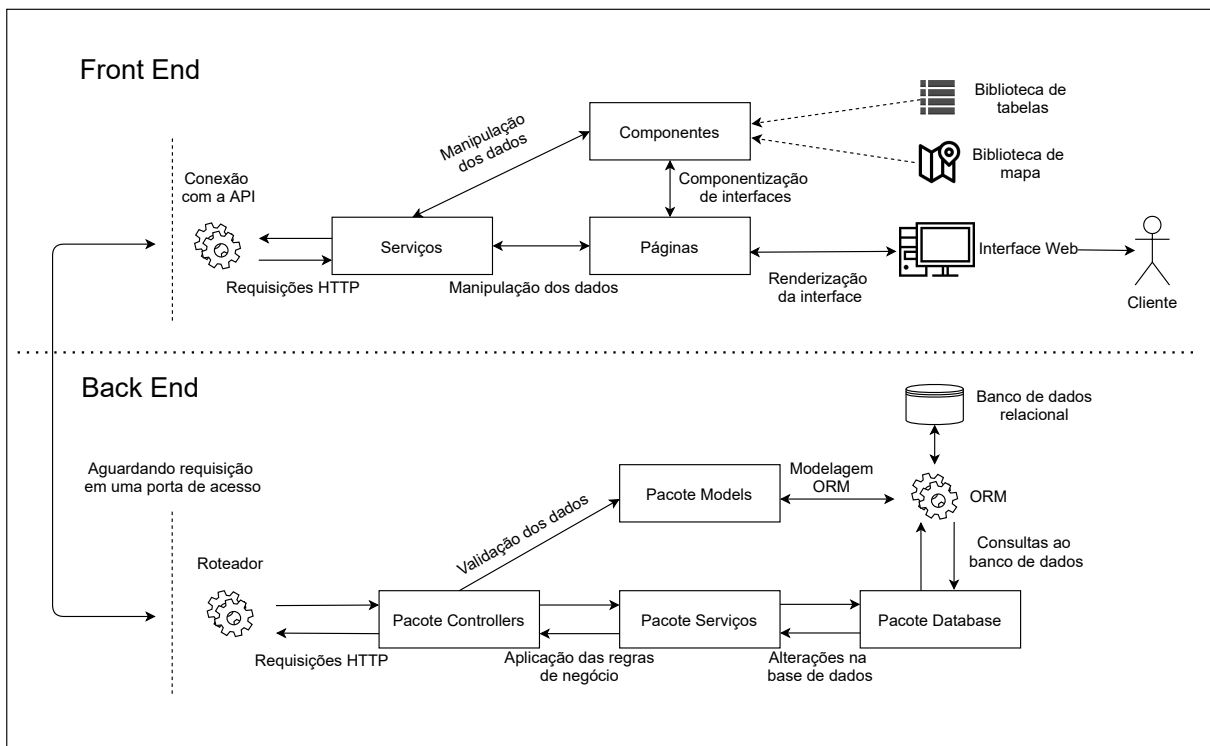 Front End
Biblioteca de
tabelas
Componentes
Manipulação
dos dados
Biblioteca de
mapa
Conexão
com a API
Componentização
de interfaces
Serviços
Páginas
Interface Web
Requisições HTTP
Manipulação dos dados
Renderização
da interface
Cliente
Back End
Banco de dados
relacional
Aguardando requisição
em uma porta de acesso
Pacote Models
Modelagem
ORM
ORM
Validação dos dados
Consultas ao
banco de dados
Roteador
Pacote Controllers
Pacote Serviços
Pacote Database
Requisições HTTP
Aplicação das regras
de negócio
Alterações na
base de dados